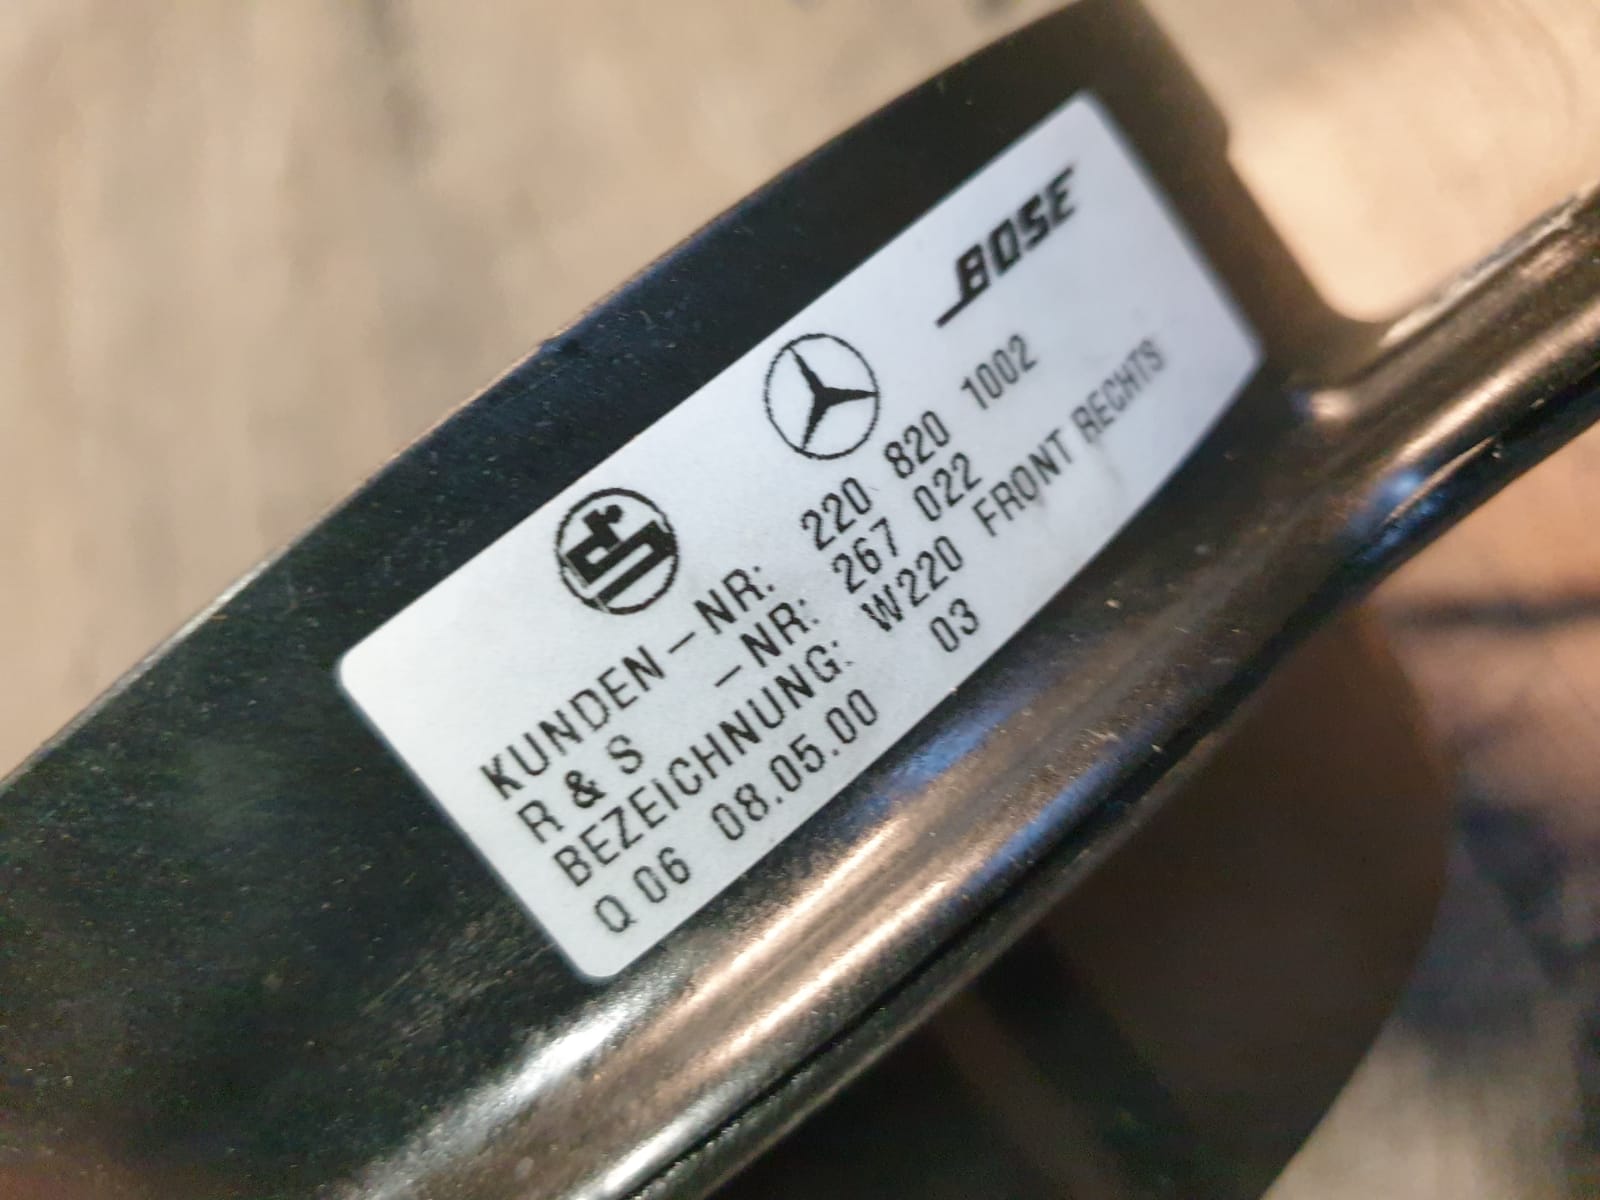 BOSE
KUNDEN-NR: 220 820 1002
R & S -NR: 267 022
BEZEICHNUNG: W220 FRONT RECHTS
Q 06 08.05.00 03